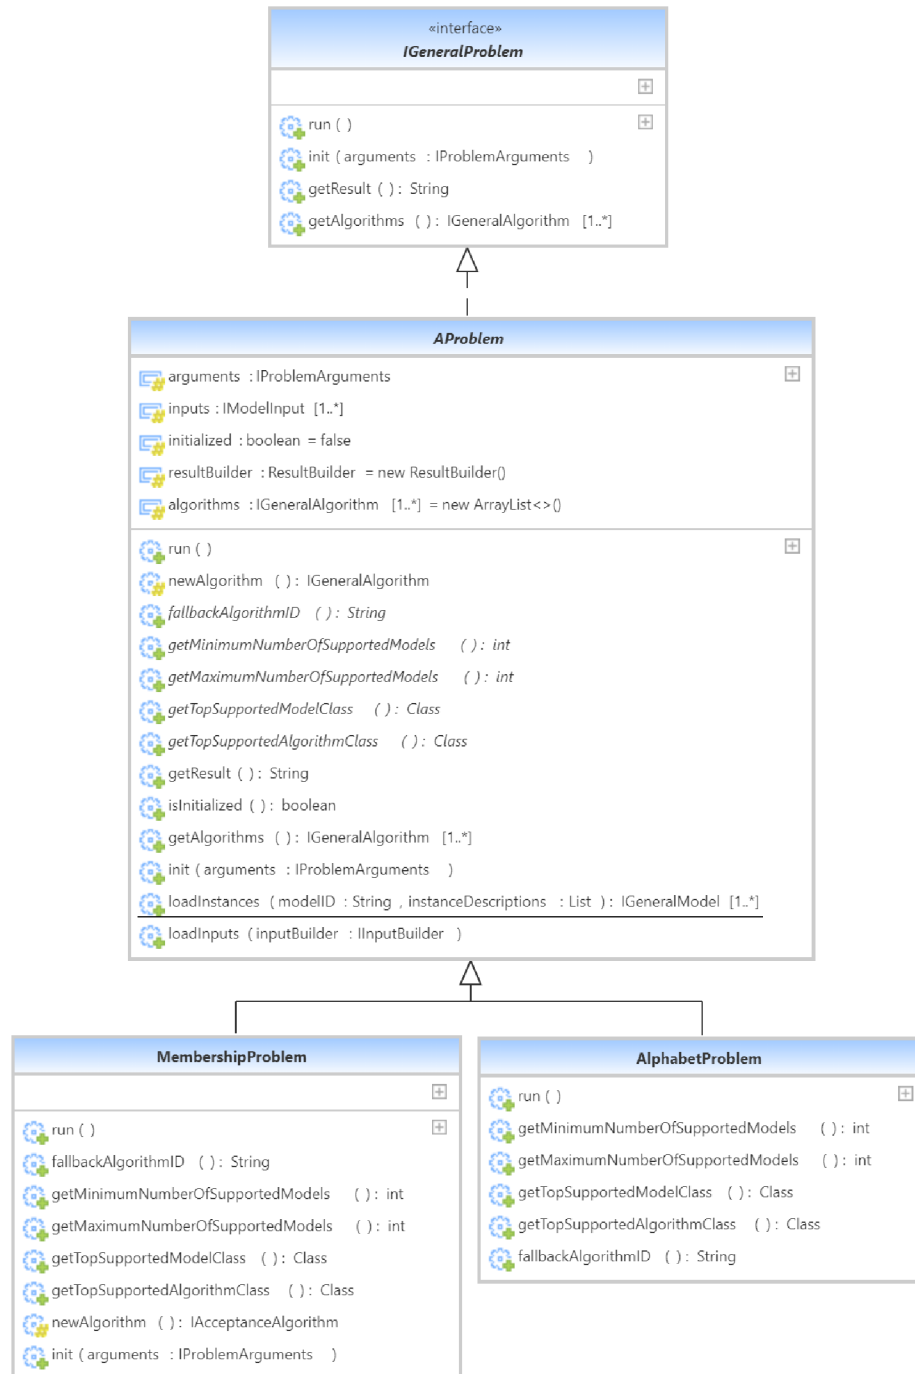 «interface»
IGeneralProblem
run ( )
init ( arguments : IProblemArguments )
getResult ( ) : String
getAlgorithms ( ) : IGeneralAlgorithm [1..*]
AProblem
arguments : IProblemArguments
inputs : IModelInput [1..*]
initialized : boolean = false
resultBuilder : ResultBuilder = new ResultBuilder()
algorithms : IGeneralAlgorithm [1..*] = new ArrayList<>()
run ( )
newAlgorithm ( ) : IGeneralAlgorithm
fallbackAlgorithmID ( ) : String
getMinimumNumberOfSupportedModels ( ) : int
getMaximumNumberOfSupportedModels ( ) : int
getTopSupportedModelClass ( ) : Class
getTopSupportedAlgorithmClass ( ) : Class
getResult ( ) : String
isInitialized ( ) : boolean
getAlgorithms ( ) : IGeneralAlgorithm [1..*]
init ( arguments : IProblemArguments )
loadInstances ( modelID : String , instanceDescriptions : List ) : IGeneralModel [1..*]
loadInputs ( inputBuilder : IInputBuilder )
MembershipProblem
run ( )
fallbackAlgorithmID ( ) : String
getMinimumNumberOfSupportedModels ( ) : int
getMaximumNumberOfSupportedModels ( ) : int
getTopSupportedModelClass ( ) : Class
getTopSupportedAlgorithmClass ( ) : Class
newAlgorithm ( ) : IAcceptanceAlgorithm
init ( arguments : IProblemArguments )
AlphabetProblem
run ( )
getMinimumNumberOfSupportedModels ( ) : int
getMaximumNumberOfSupportedModels ( ) : int
getTopSupportedModelClass ( ) : Class
getTopSupportedAlgorithmClass ( ) : Class
fallbackAlgorithmID ( ) : String